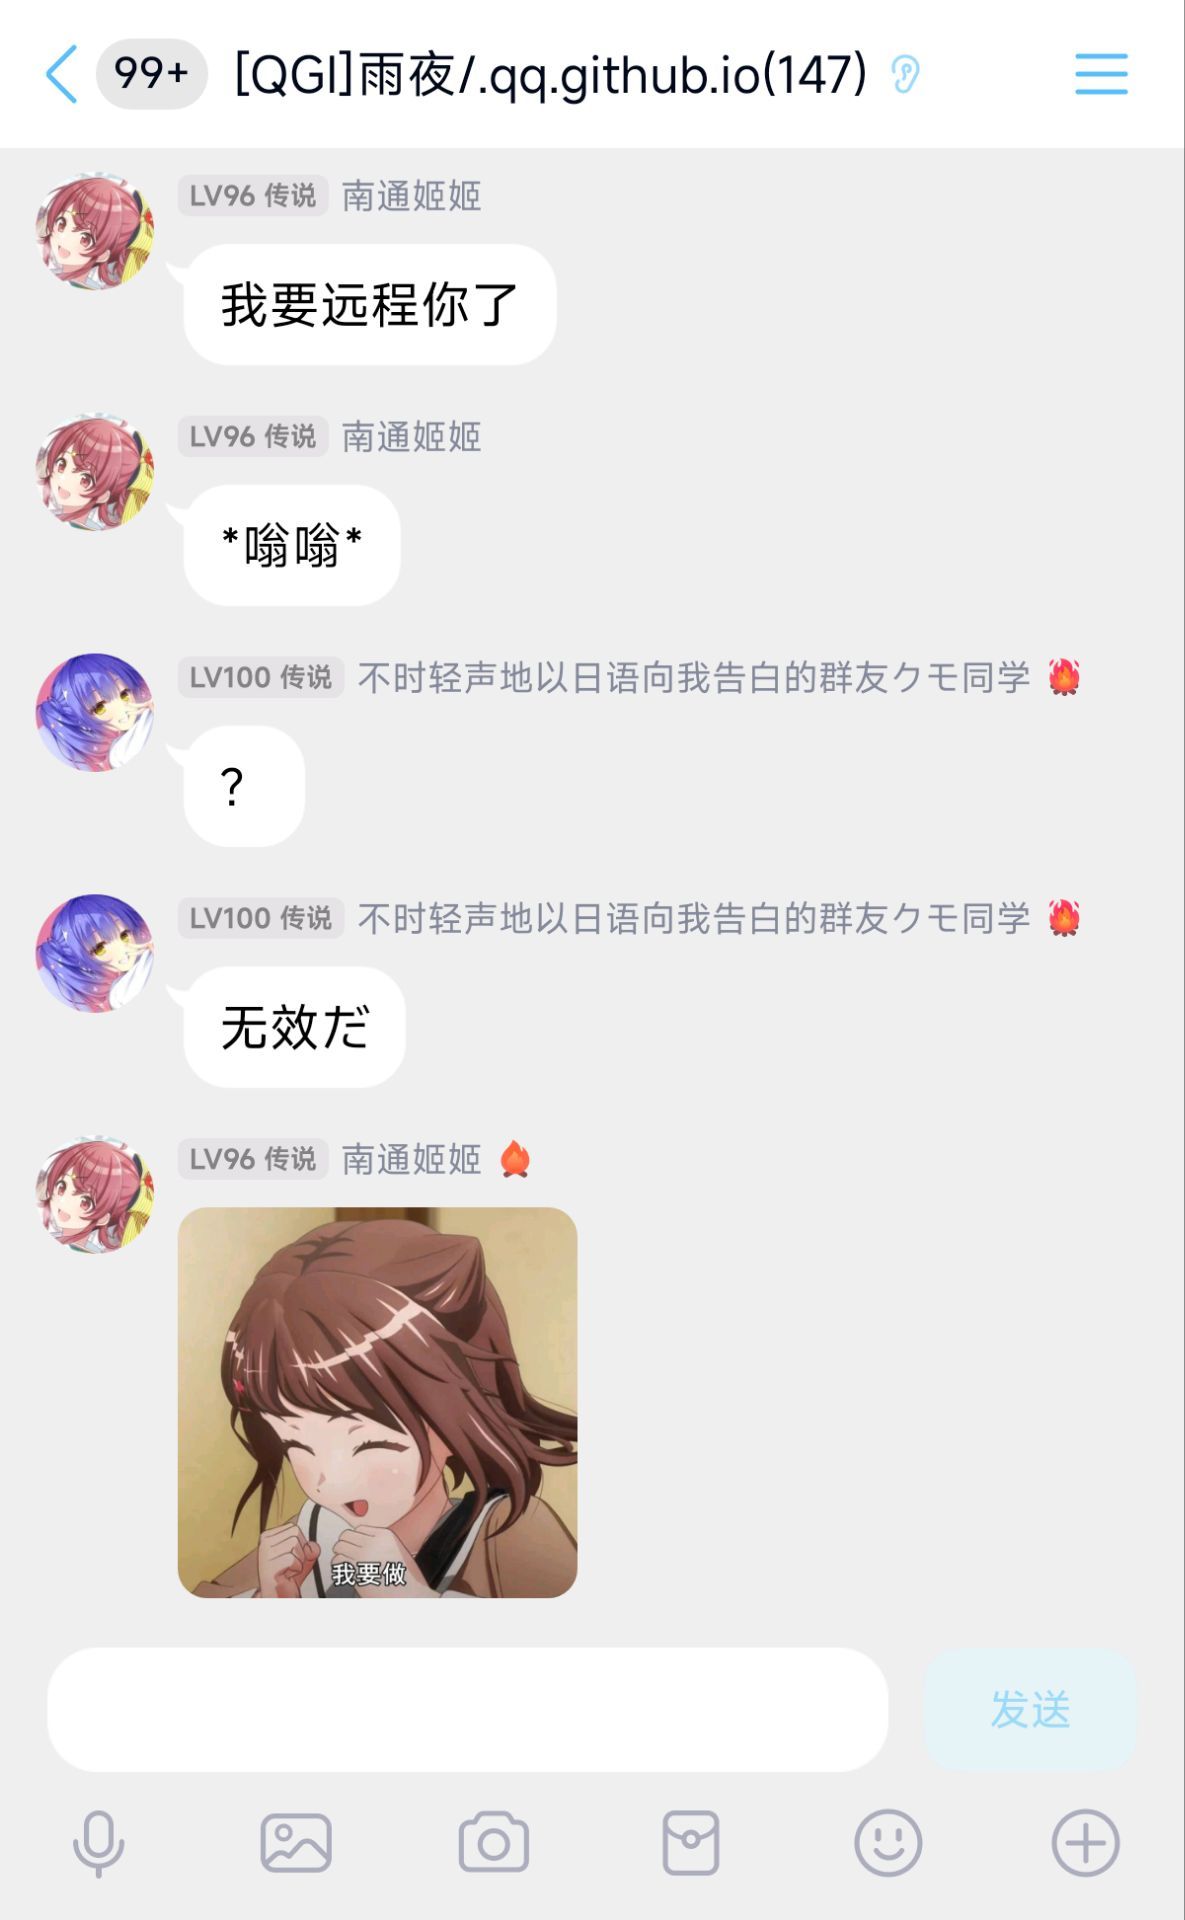 99+
[QGI]雨夜/.qq.github.io(147)
LV96 传说 南通姬姬
我要远程你了
LV96 传说 南通姬姬
*嗡嗡*
LV100 传说 不时轻声地以日语向我告白的群友クモ同学
？
LV100 传说 不时轻声地以日语向我告白的群友クモ同学
无效だ
LV96 传说 南通姬姬
我要做
发送